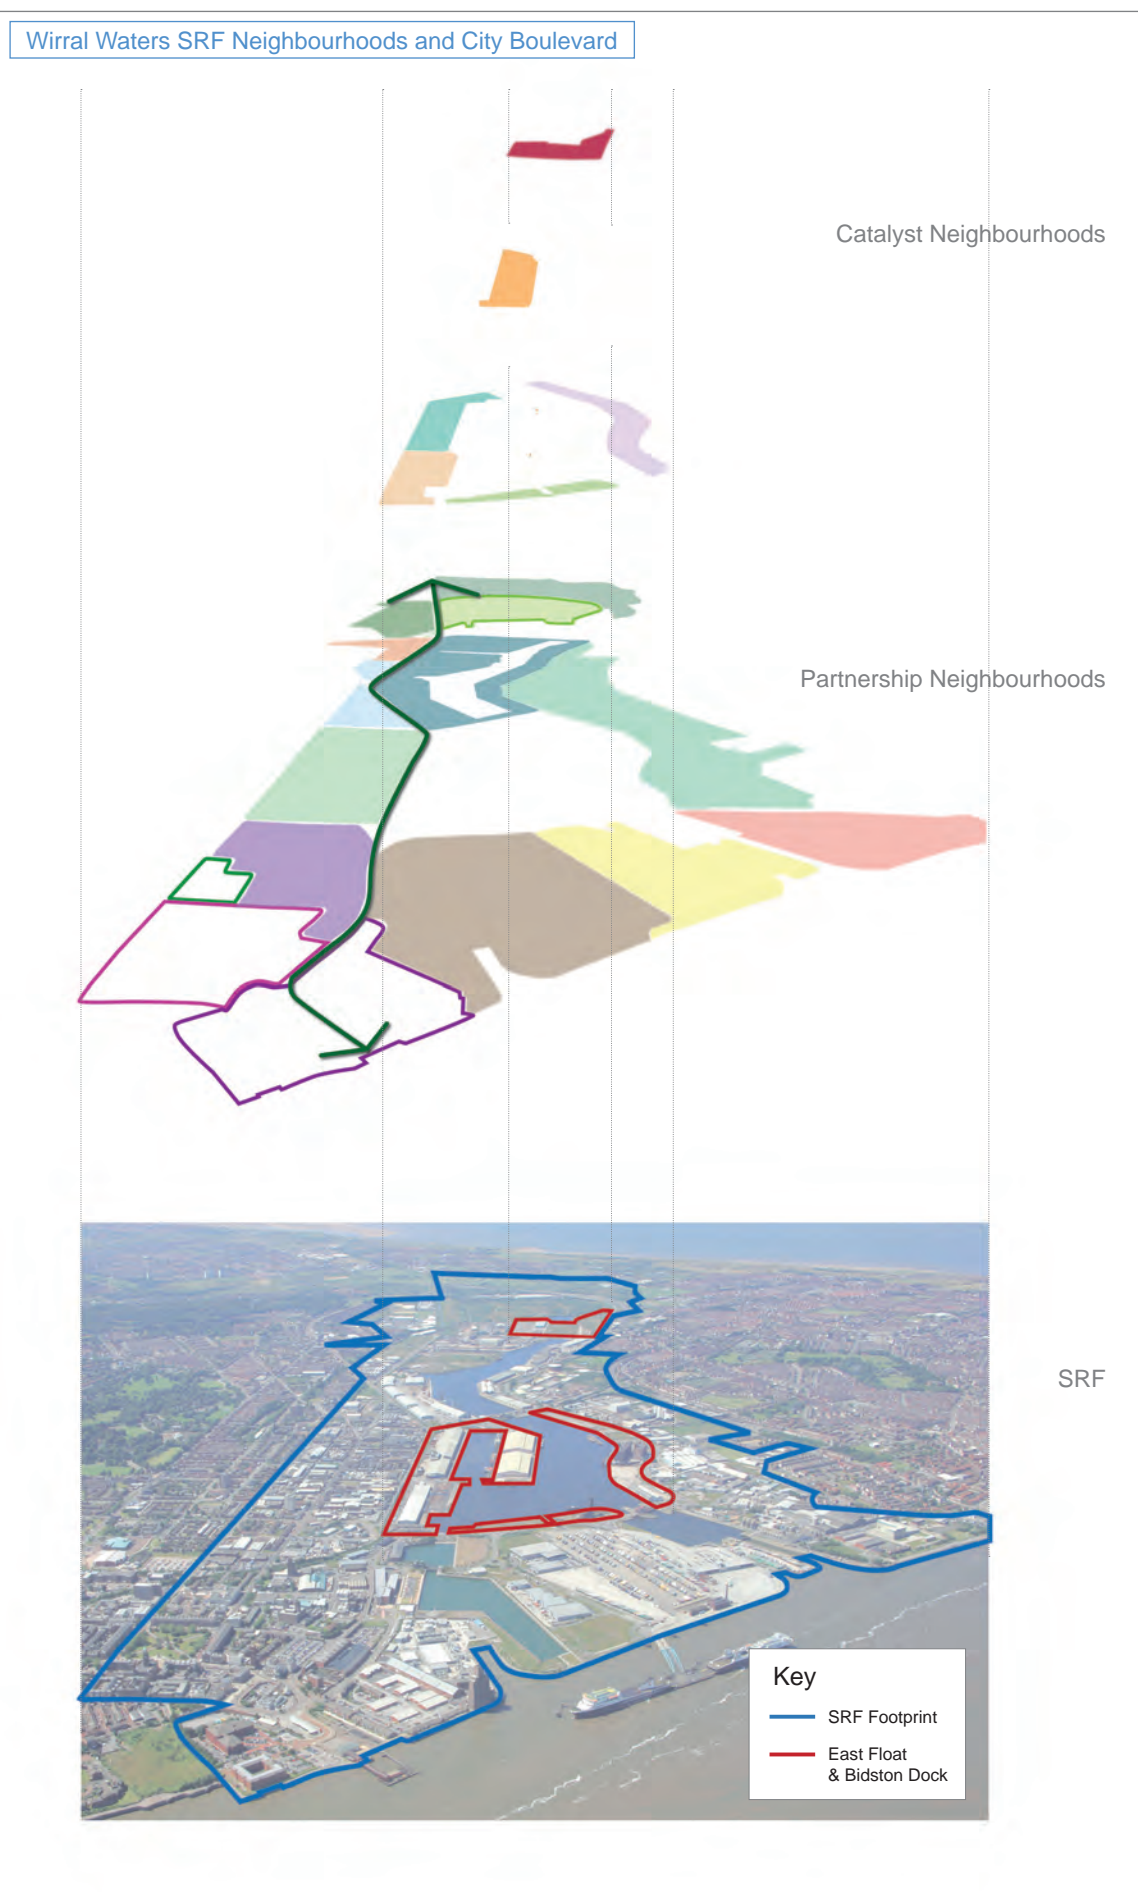 Wirral Waters SRF Neighbourhoods and City Boulevard
Catalyst Neighbourhoods
Partnership Neighbourhoods
SRF
Key
SRF Footprint
East Float
& Bidston Dock